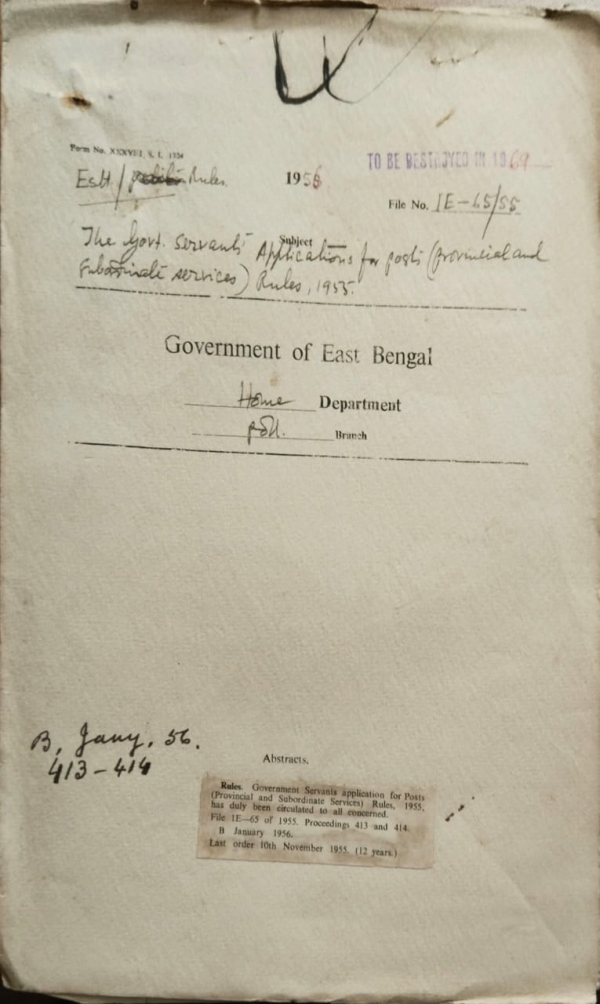 Form No. XXXVIII, S. I. 1934
TO BE DESTROYED IN 1969
Estt./ Rules.
1956
File No. IE-65/55
Subject
The Govt. Servants' Applications for posts (Provincial and
Subordinate services) Rules, 1955.
Government of East Bengal
Home Department
Branch
B, Jany. 56.
413-414
Abstracts.
Rules. Government Servants application for Posts
(Provincial and Subordinate Services) Rules, 1955,
has duly been circulated to all concerned.
File 1E—65 of 1955. Proceedings 413 and 414.
B January 1956.
Last order 10th November 1955. (12 years.)